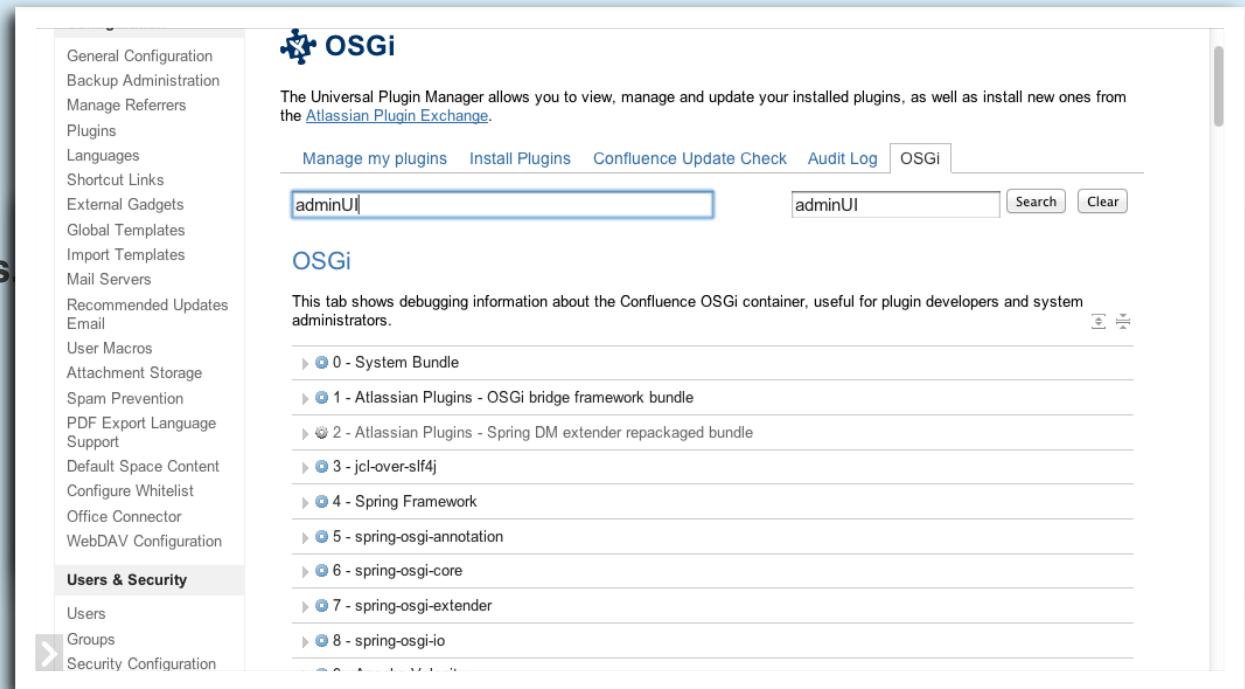 General Configuration
Backup Administration
Manage Referrers
Plugins
Languages
Shortcut Links
External Gadgets
Global Templates
Import Templates
Mail Servers
Recommended Updates
Email
User Macros
Attachment Storage
Spam Prevention
PDF Export Language
Support
Default Space Content
Configure Whitelist
Office Connector
WebDAV Configuration
Users & Security
Users
Groups
Security Configuration
s.
OSGi
The Universal Plugin Manager allows you to view, manage and update your installed plugins, as well as install new ones from
the Atlassian Plugin Exchange.
Manage my plugins Install Plugins Confluence Update Check Audit Log OSGi
adminUI adminUI Search Clear
OSGi
This tab shows debugging information about the Confluence OSGi container, useful for plugin developers and system
administrators.
0 - System Bundle
1 - Atlassian Plugins - OSGi bridge framework bundle
2 - Atlassian Plugins - Spring DM extender repackaged bundle
3 - jcl-over-slf4j
4 - Spring Framework
5 - spring-osgi-annotation
6 - spring-osgi-core
7 - spring-osgi-extender
8 - spring-osgi-io